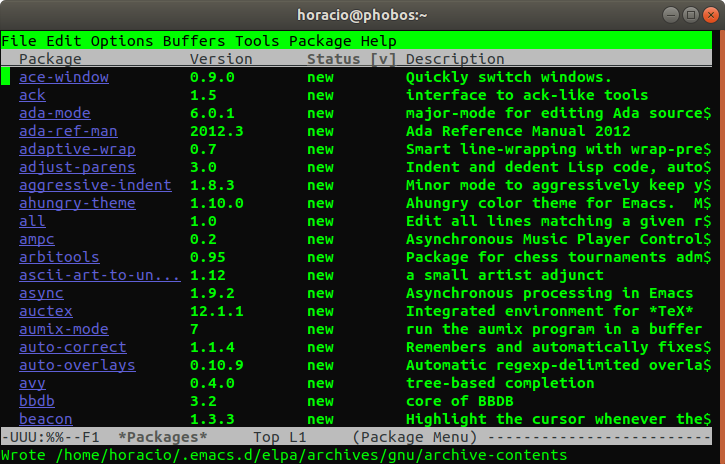 horacio@phobos:~
File Edit Options Buffers Tools Package Help
Package Version Status [v] Description
ace-window 0.9.0 new Quickly switch windows.
ack 1.5 new interface to ack-like tools
ada-mode 6.0.1 new major-mode for editing Ada source$
ada-ref-man 2012.3 new Ada Reference Manual 2012
adaptive-wrap 0.7 new Smart line-wrapping with wrap-pre$
adjust-parens 3.0 new Indent and dedent Lisp code, auto$
aggressive-indent 1.8.3 new Minor mode to aggressively keep y$
ahungry-theme 1.10.0 new Ahungry color theme for Emacs.  M$
all 1.0 new Edit all lines matching a given r$
ampc 0.2 new Asynchronous Music Player Control$
arbitools 0.95 new Package for chess tournaments adm$
ascii-art-to-un... 1.12 new a small artist adjunct
async 1.9.2 new Asynchronous processing in Emacs
auctex 12.1.1 new Integrated environment for *TeX*
aumix-mode 7 new run the aumix program in a buffer
auto-correct 1.1.4 new Remembers and automatically fixes$
auto-overlays 0.10.9 new Automatic regexp-delimited overla$
avy 0.4.0 new tree-based completion
bbdb 3.2 new core of BBDB
beacon 1.3.3 new Highlight the cursor whenever the$
-UUU:%%--F1  *Packages*     Top L1     (Package Menu) -------------------------
Wrote /home/horacio/.emacs.d/elpa/archives/gnu/archive-contents